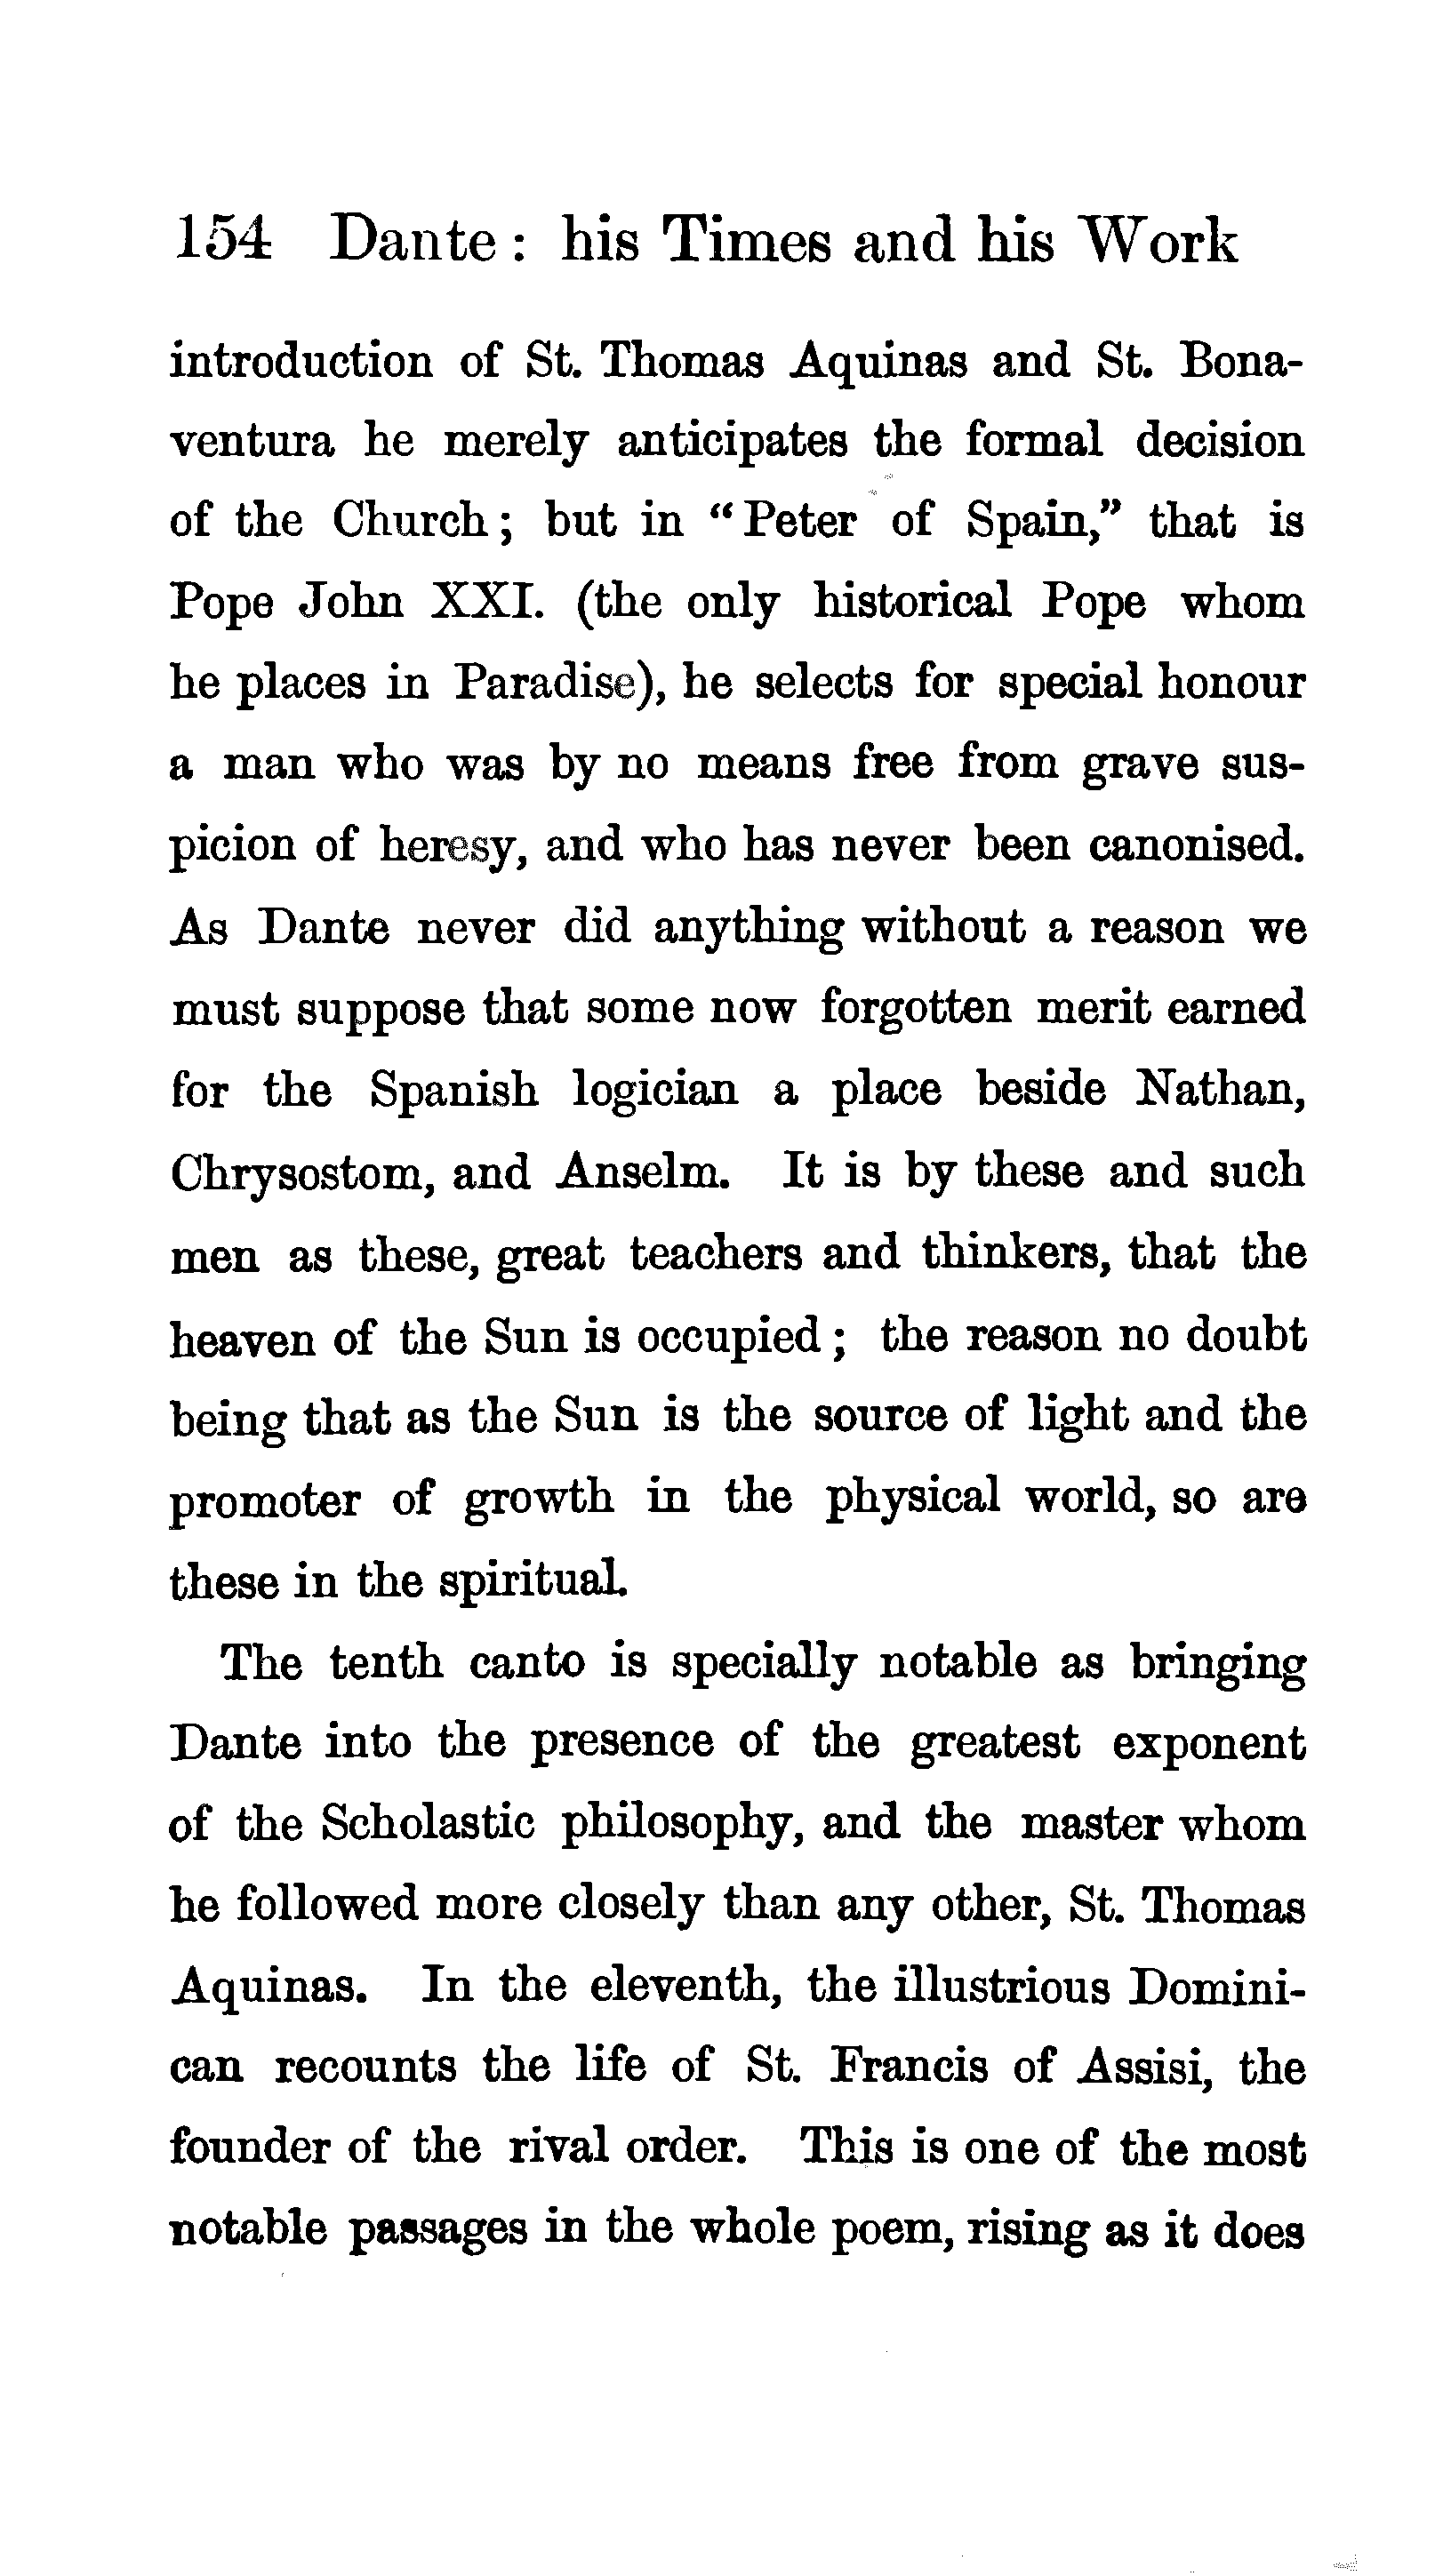 154 Dante : his Times and his Work
introduction of St. Thomas Aquinas and St. Bona-
ventura he merely anticipates the formal decision
of the Church ; but in “ Peter of Spain,” that is
Pope John XXI. (the only historical Pope whom
he places in Paradise), he selects for special honour
a man who was by no means free from grave sus-
picion of heresy, and who has never been canonised.
As Dante never did anything without a reason we
must suppose that some now forgotten merit earned
for the Spanish logician a place beside Nathan,
Chrysostom, and Anselm. It is by these and such
men as these, great teachers and thinkers, that the
heaven of the Sun is occupied ; the reason no doubt
being that as the Sun is the source of light and the
promoter of growth in the physical world, so are
these in the spiritual.
The tenth canto is specially notable as bringing
Dante into the presence of the greatest exponent
of the Scholastic philosophy, and the master whom
he followed more closely than any other, St. Thomas
Aquinas. In the eleventh, the illustrious Domini-
can recounts the life of St. Francis of Assisi, the
founder of the rival order. This is one of the most
notable passages in the whole poem, rising as it does